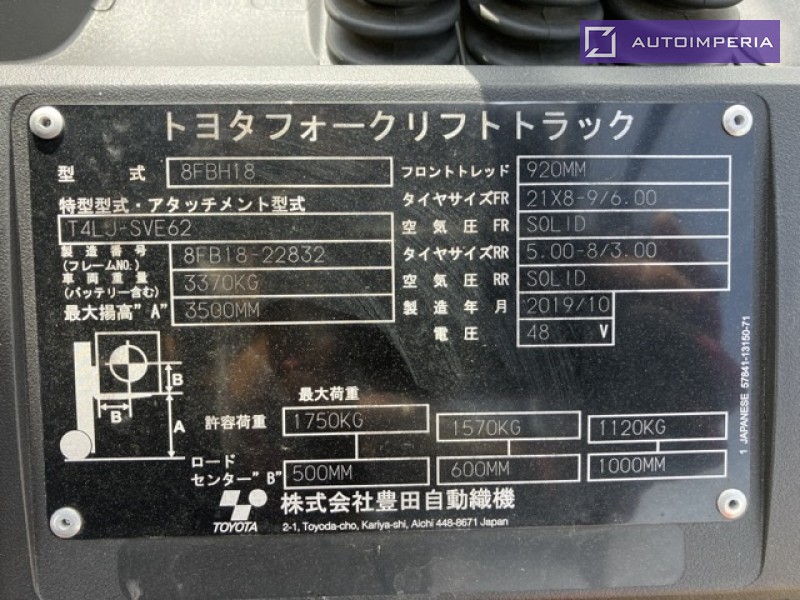 AUTOIMPERIA
トヨタフォークリフトトラック
型 式 8FBH18
特型型式・アタッチメント型式
T4LJ-SVE62
製造番号 (フレームNO.) 8FB18-22832
車両重量 (バッテリー含む) 3370KG
最大揚高"A" 3500MM
フロントトレッド 920MM
タイヤサイズFR 21X8-9/6.00
空気圧 FR SOLID
タイヤサイズRR 5.00-8/3.00
空気圧 RR SOLID
製造年月 2019/10
電圧 48 V
B
B
A
最大荷重
許容荷重 1750KG 1570KG 1120KG
ロード
センター"B" 500MM 600MM 1000MM
TOYOTA 株式会社豊田自動織機
2-1, Toyoda-cho, Kariya-shi, Aichi 448-8671 Japan
1 JAPANESE 57841-13150-71